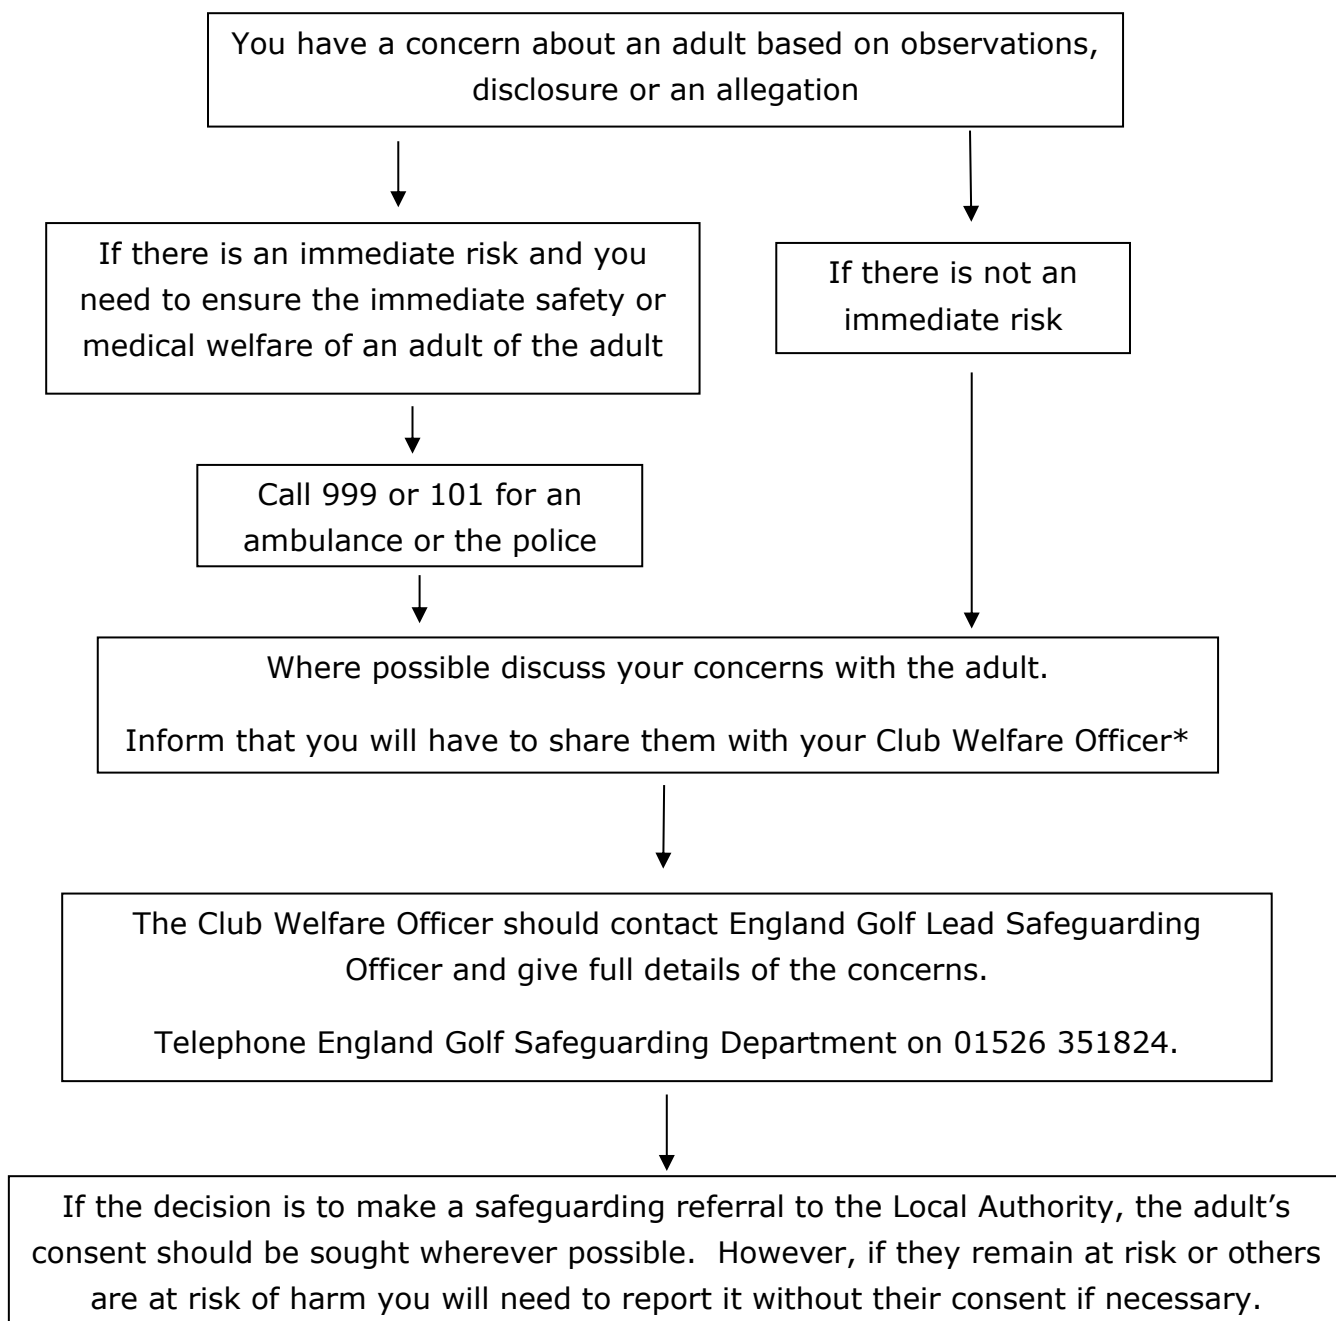 You have a concern about an adult based on observations,
disclosure or an allegation
If there is an immediate risk and you
need to ensure the immediate safety or
medical welfare of an adult of the adult
If there is not an
immediate risk
Call 999 or 101 for an
ambulance or the police
Where possible discuss your concerns with the adult.
Inform that you will have to share them with your Club Welfare Officer*
The Club Welfare Officer should contact England Golf Lead Safeguarding
Officer and give full details of the concerns.
Telephone England Golf Safeguarding Department on 01526 351824.
If the decision is to make a safeguarding referral to the Local Authority, the adult’s
consent should be sought wherever possible.  However, if they remain at risk or others
are at risk of harm you will need to report it without their consent if necessary.